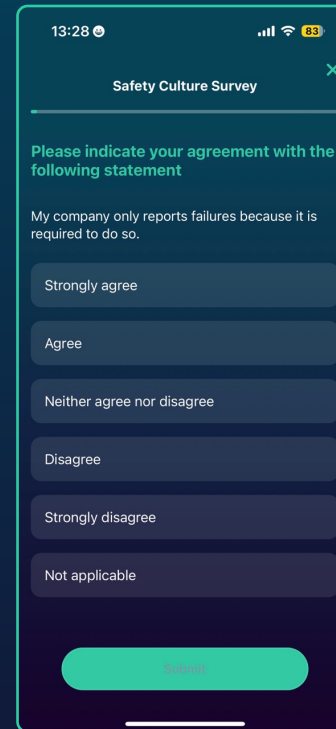 13:28
83
Safety Culture Survey
Please indicate your agreement with the
following statement
My company only reports failures because it is
required to do so.
Strongly agree
Agree
Neither agree nor disagree
Disagree
Strongly disagree
Not applicable
Submit